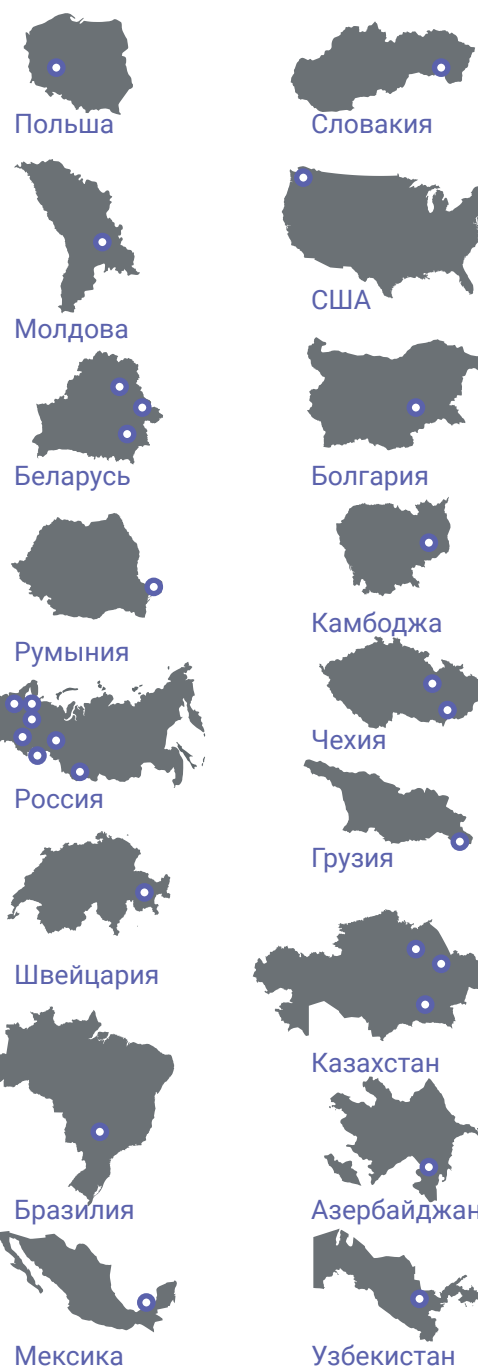 Польша
Словакия
Молдова
США
Беларусь
Болгария
Румыния
Камбоджа
Россия
Чехия
Швейцария
Грузия
Бразилия
Казахстан
Мексика
Азербайджан
Узбекистан